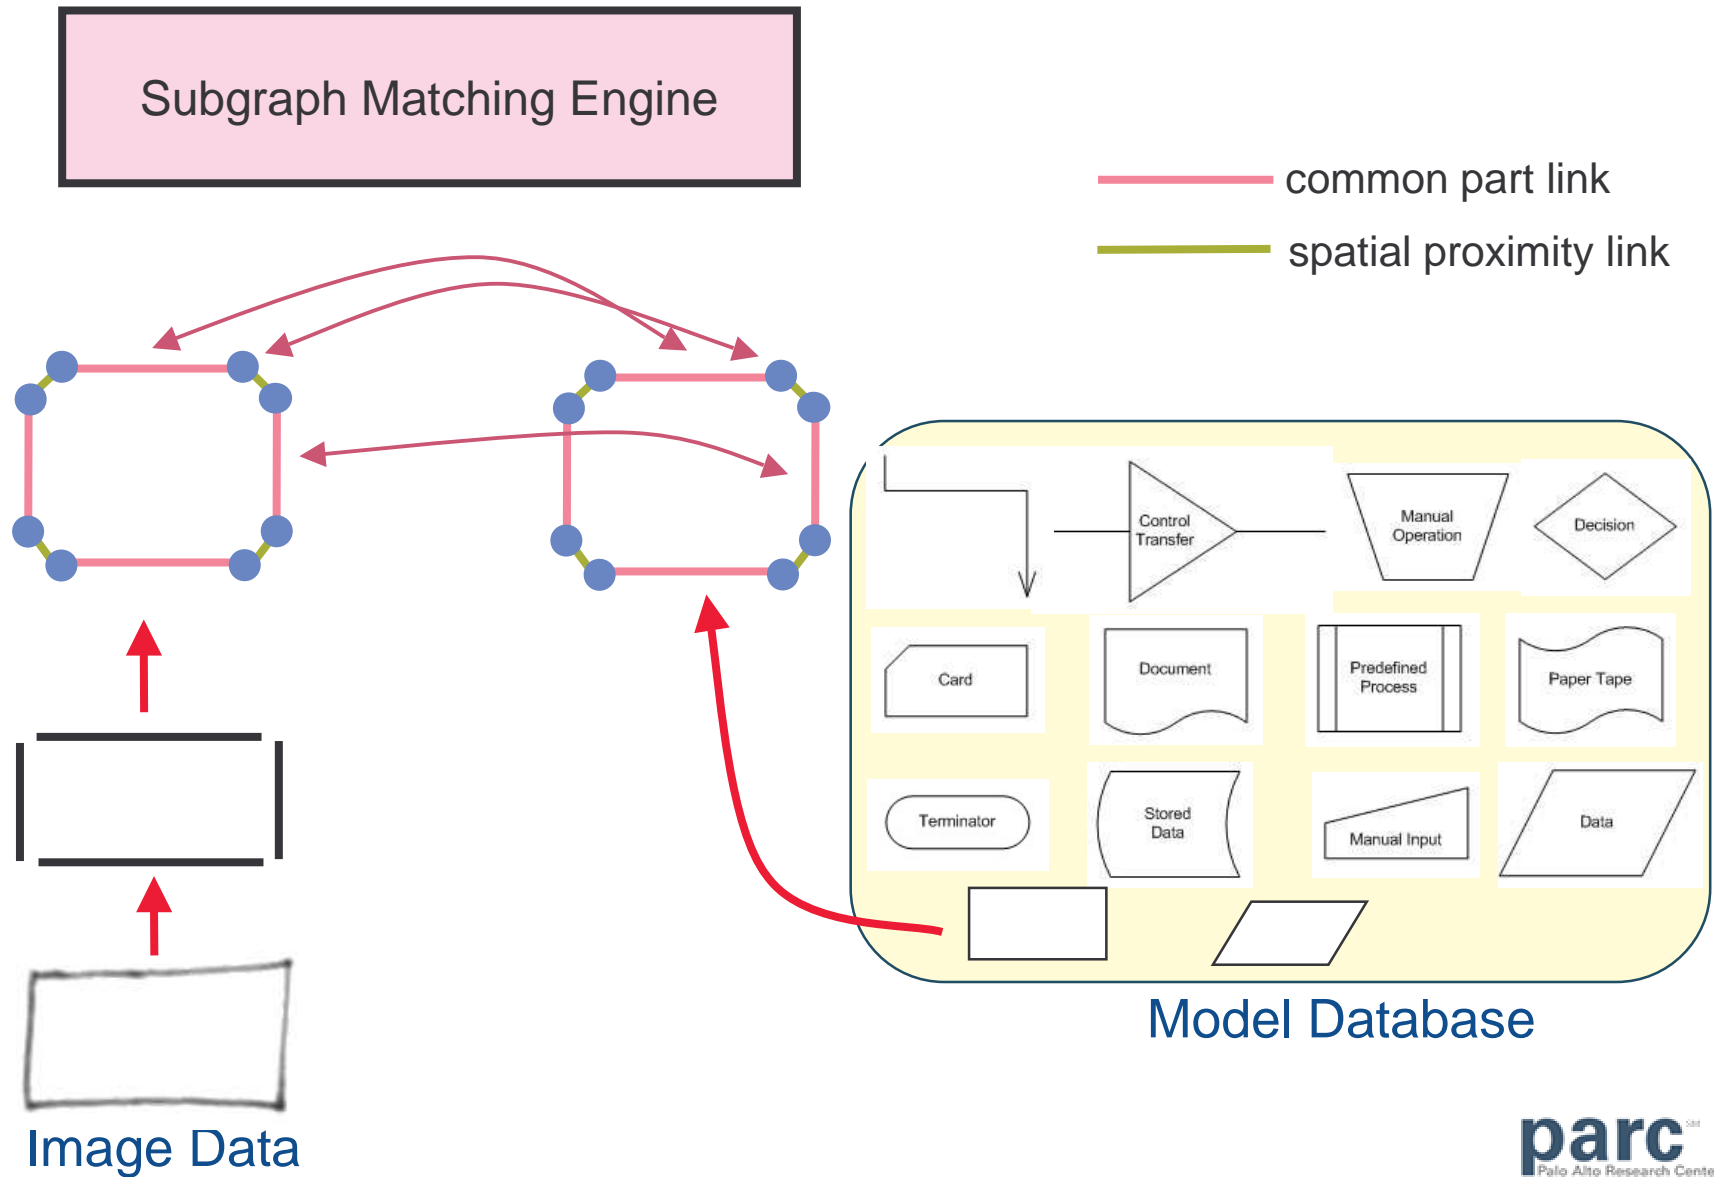 Subgraph Matching Engine
common part link
spatial proximity link
Control
Transfer
Manual
Operation
Decision
Card
Document
Predefined
Process
Paper Tape
Terminator
Stored
Data
Manual Input
Data
Model Database
Image Data
parc
Palo Alto Research Cente